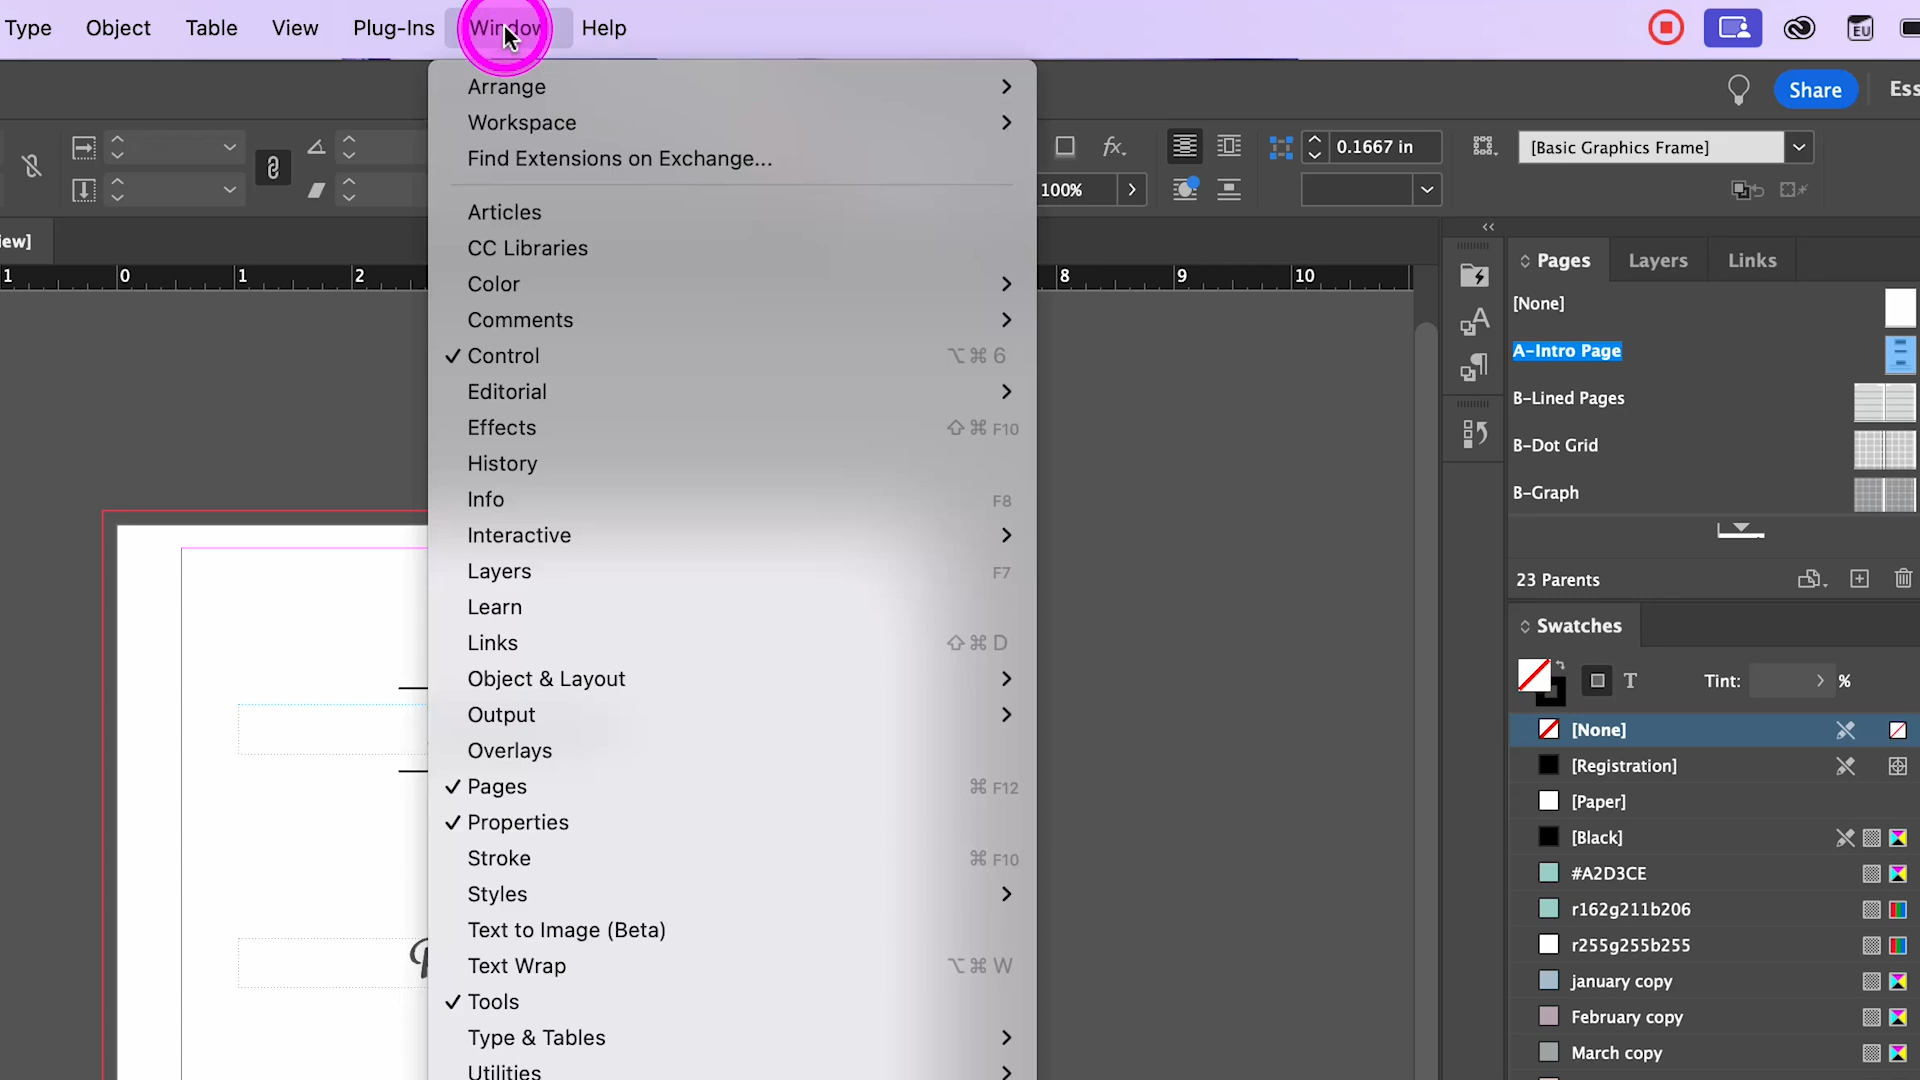 Type Object Table View Plug-Ins Window Help
EU
Share
Ess
Arrange
Workspace
Find Extensions on Exchange...
Articles
CC Libraries
Color
Comments
✓ Control ⌥⌘6
Editorial
Effects ⇧⌘F10
History
Info F8
Interactive
Layers F7
Learn
Links ⇧⌘D
Object & Layout
Output
Overlays
✓ Pages ⌘F12
✓ Properties
Stroke ⌘F10
Styles
Text to Image (Beta)
Text Wrap ⌥⌘W
✓ Tools
Type & Tables
Utilities
fx.
0.1667 in
[Basic Graphics Frame]
100%
iew]
1 0 1 2 8 9 10
Pages Layers Links
[None]
A-Intro Page
B-Lined Pages
B-Dot Grid
B-Graph
23 Parents
Swatches
T Tint: %
[None]
[Registration]
[Paper]
[Black]
#A2D3CE
r162g211b206
r255g255b255
january copy
February copy
March copy